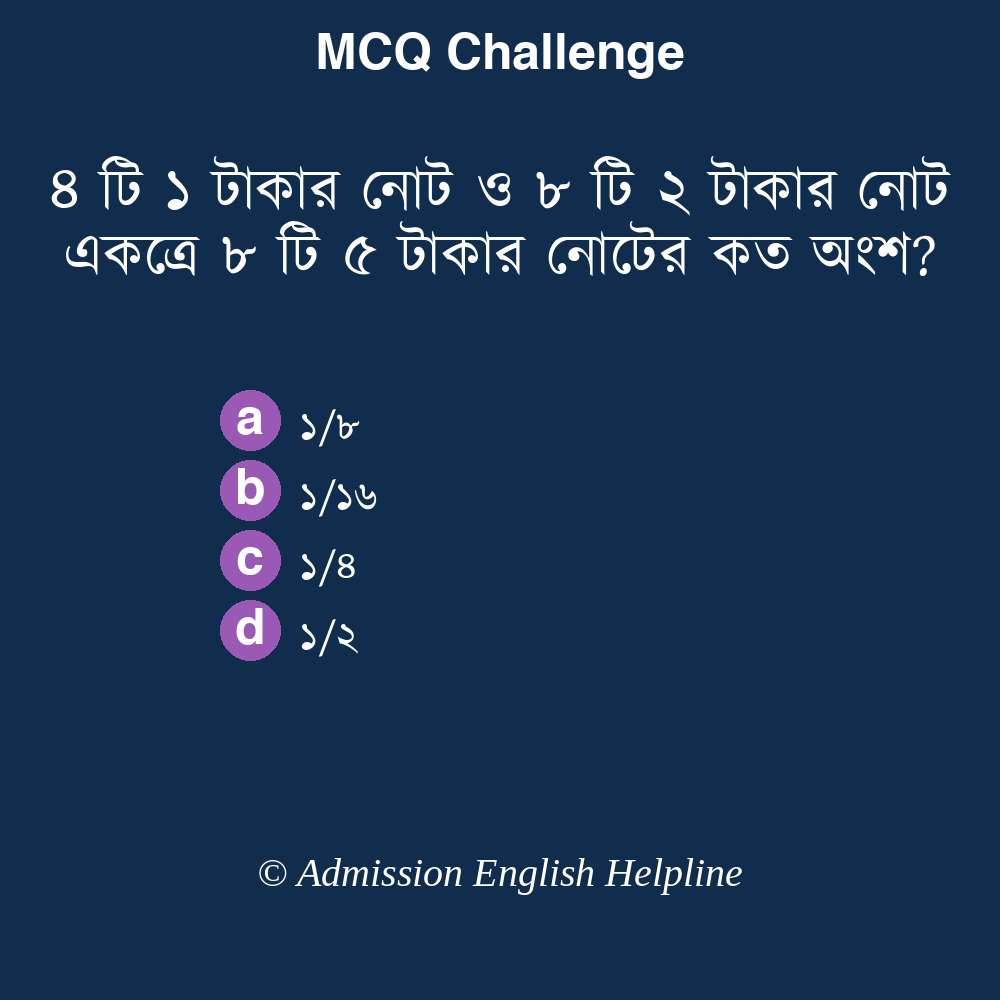 MCQ Challenge
৪ টি ১ টাকার নোট ও ৮ টি ২ টাকার নোট
একত্রে ৮ টি ৫ টাকার নোটের কত অংশ?
a ১/৮
b ১/১৬
c ১/৪
d ১/২
© Admission English Helpline